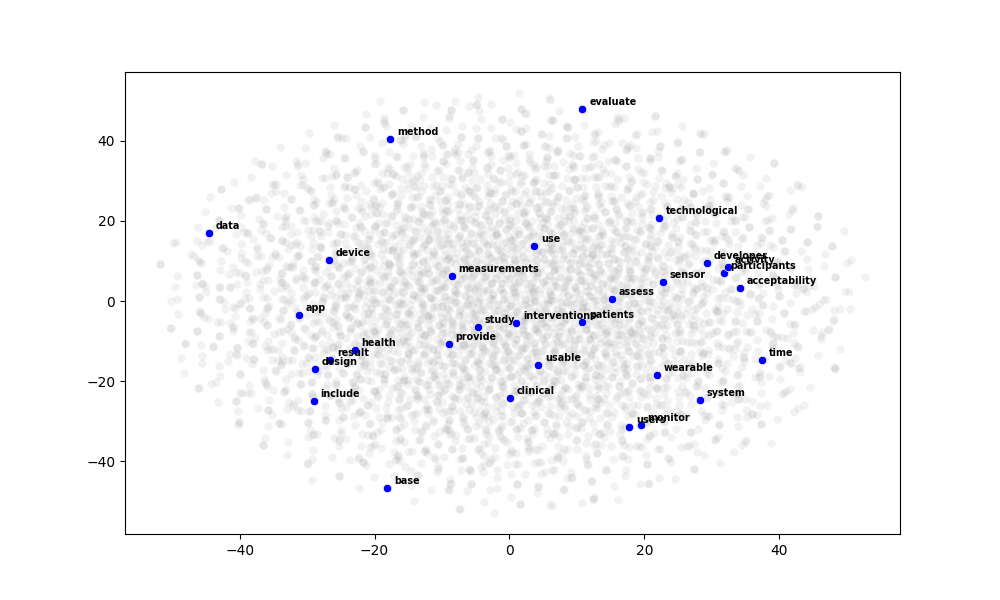 evaluate
method
40
technological
data
20
use
device
developer
activity
participants
measurements
sensor
acceptability
assess
0
app
study
interventions
patients
provide
health
result
time
design
usable
wearable
include
clinical
system
-20
monitor
users
-40
base
-40
-20
0
20
40